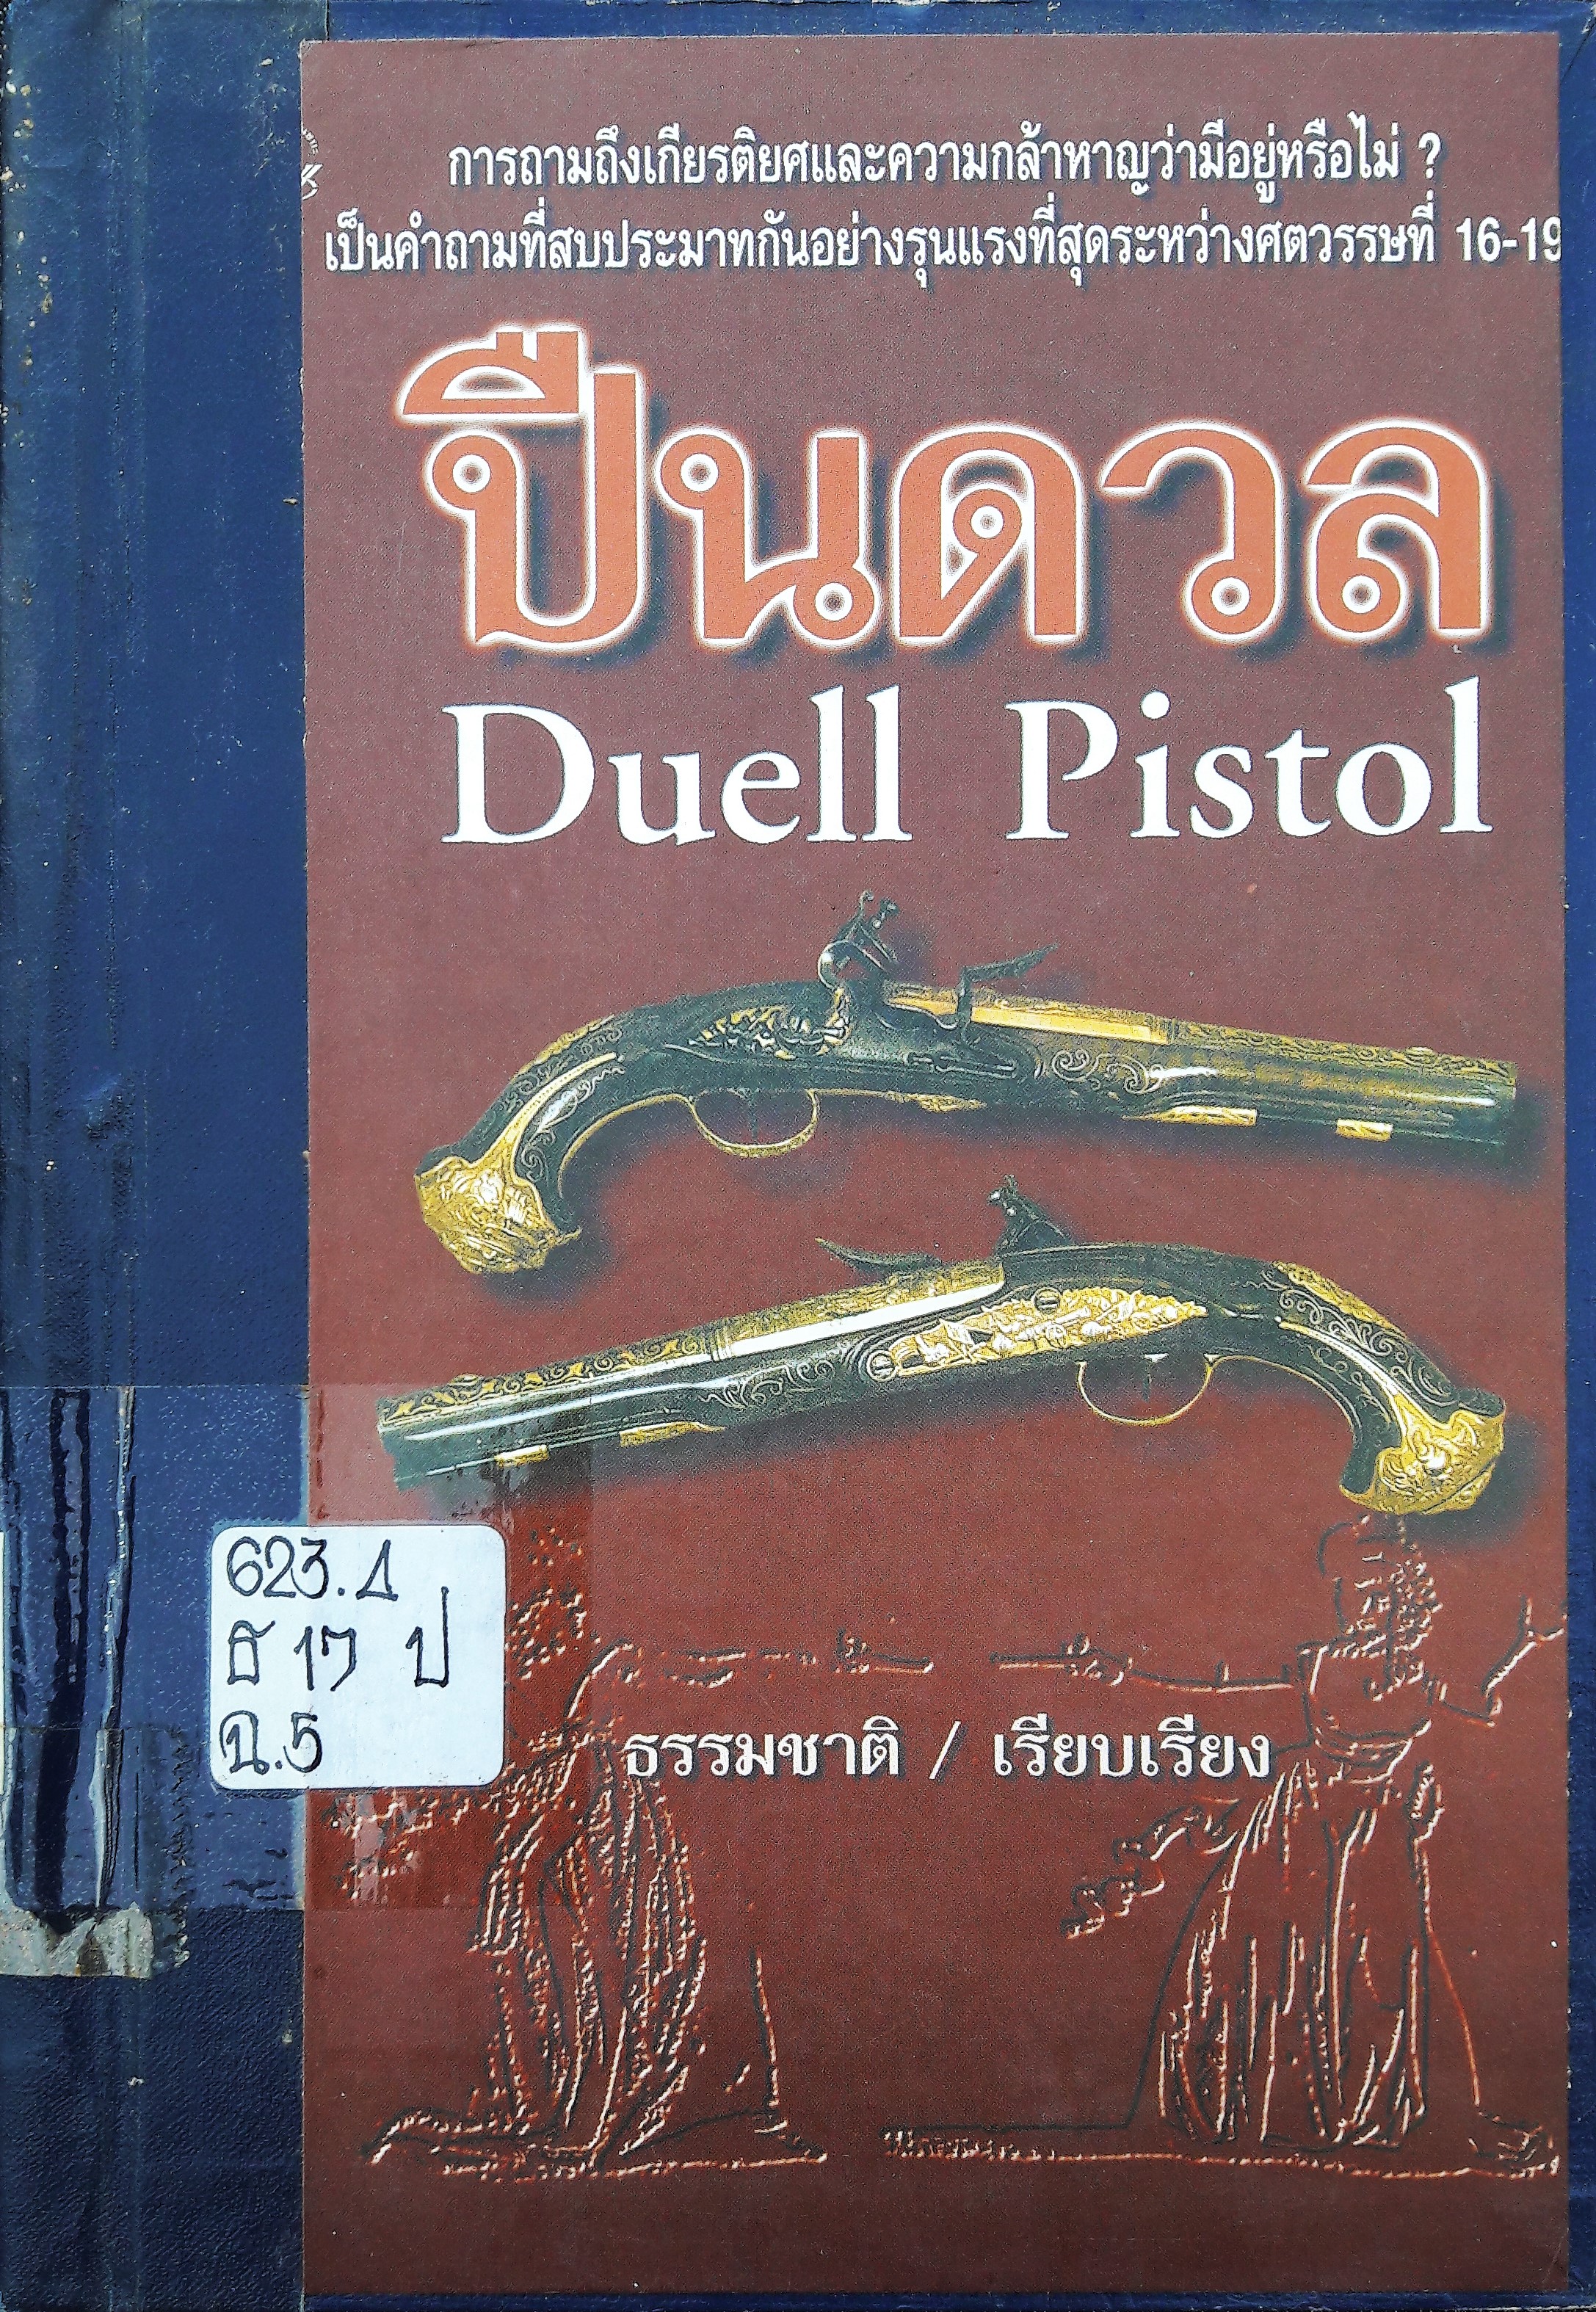 การถามถึงเกียรติยศและความกล้าหาญว่ามีอยู่หรือไม่ ?
เป็นคำถามที่สบประมาทกันอย่างรุนแรงที่สุดระหว่างศตวรรษที่ 16-19
ปืนดวล
Duell Pistol
623.4
ธ 17 ป
ฉ.5
ธรรมชาติ / เรียบเรียง